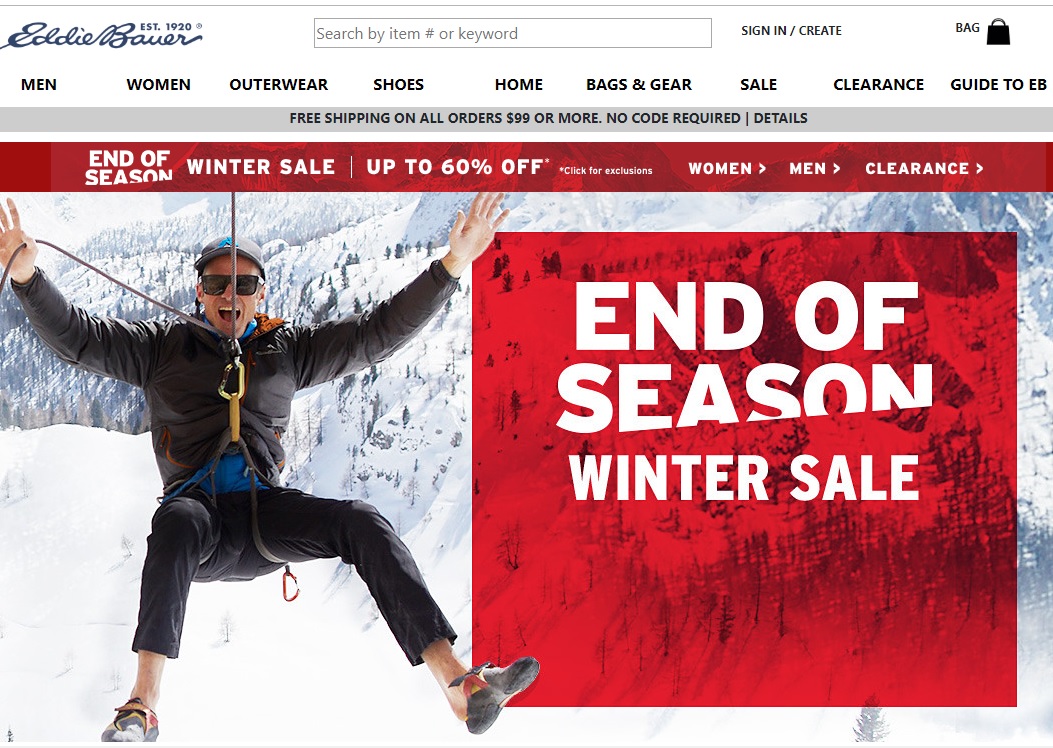 Eddie Bauer EST. 1920 ®
Search by item # or keyword
SIGN IN / CREATE
BAG
MEN WOMEN OUTERWEAR SHOES HOME BAGS & GEAR SALE CLEARANCE GUIDE TO EB
FREE SHIPPING ON ALL ORDERS $99 OR MORE. NO CODE REQUIRED | DETAILS
END OF
SEASON
WINTER SALE | UP TO 60% OFF* *Click for exclusions WOMEN > MEN > CLEARANCE >
END OF
SEASON
WINTER SALE